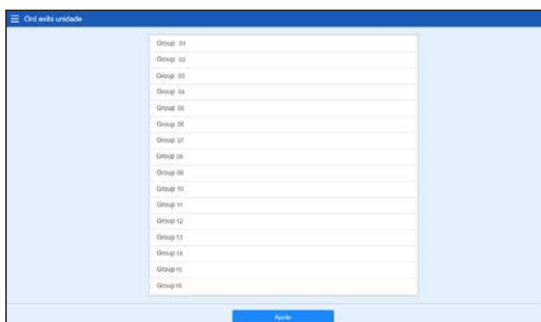 Ord exibi unidade
Group 01
Group 02
Group 03
Group 04
Group 05
Group 06
Group 07
Group 08
Group 09
Group 10
Group 11
Group 12
Group 13
Group 14
Group 15
Group 16